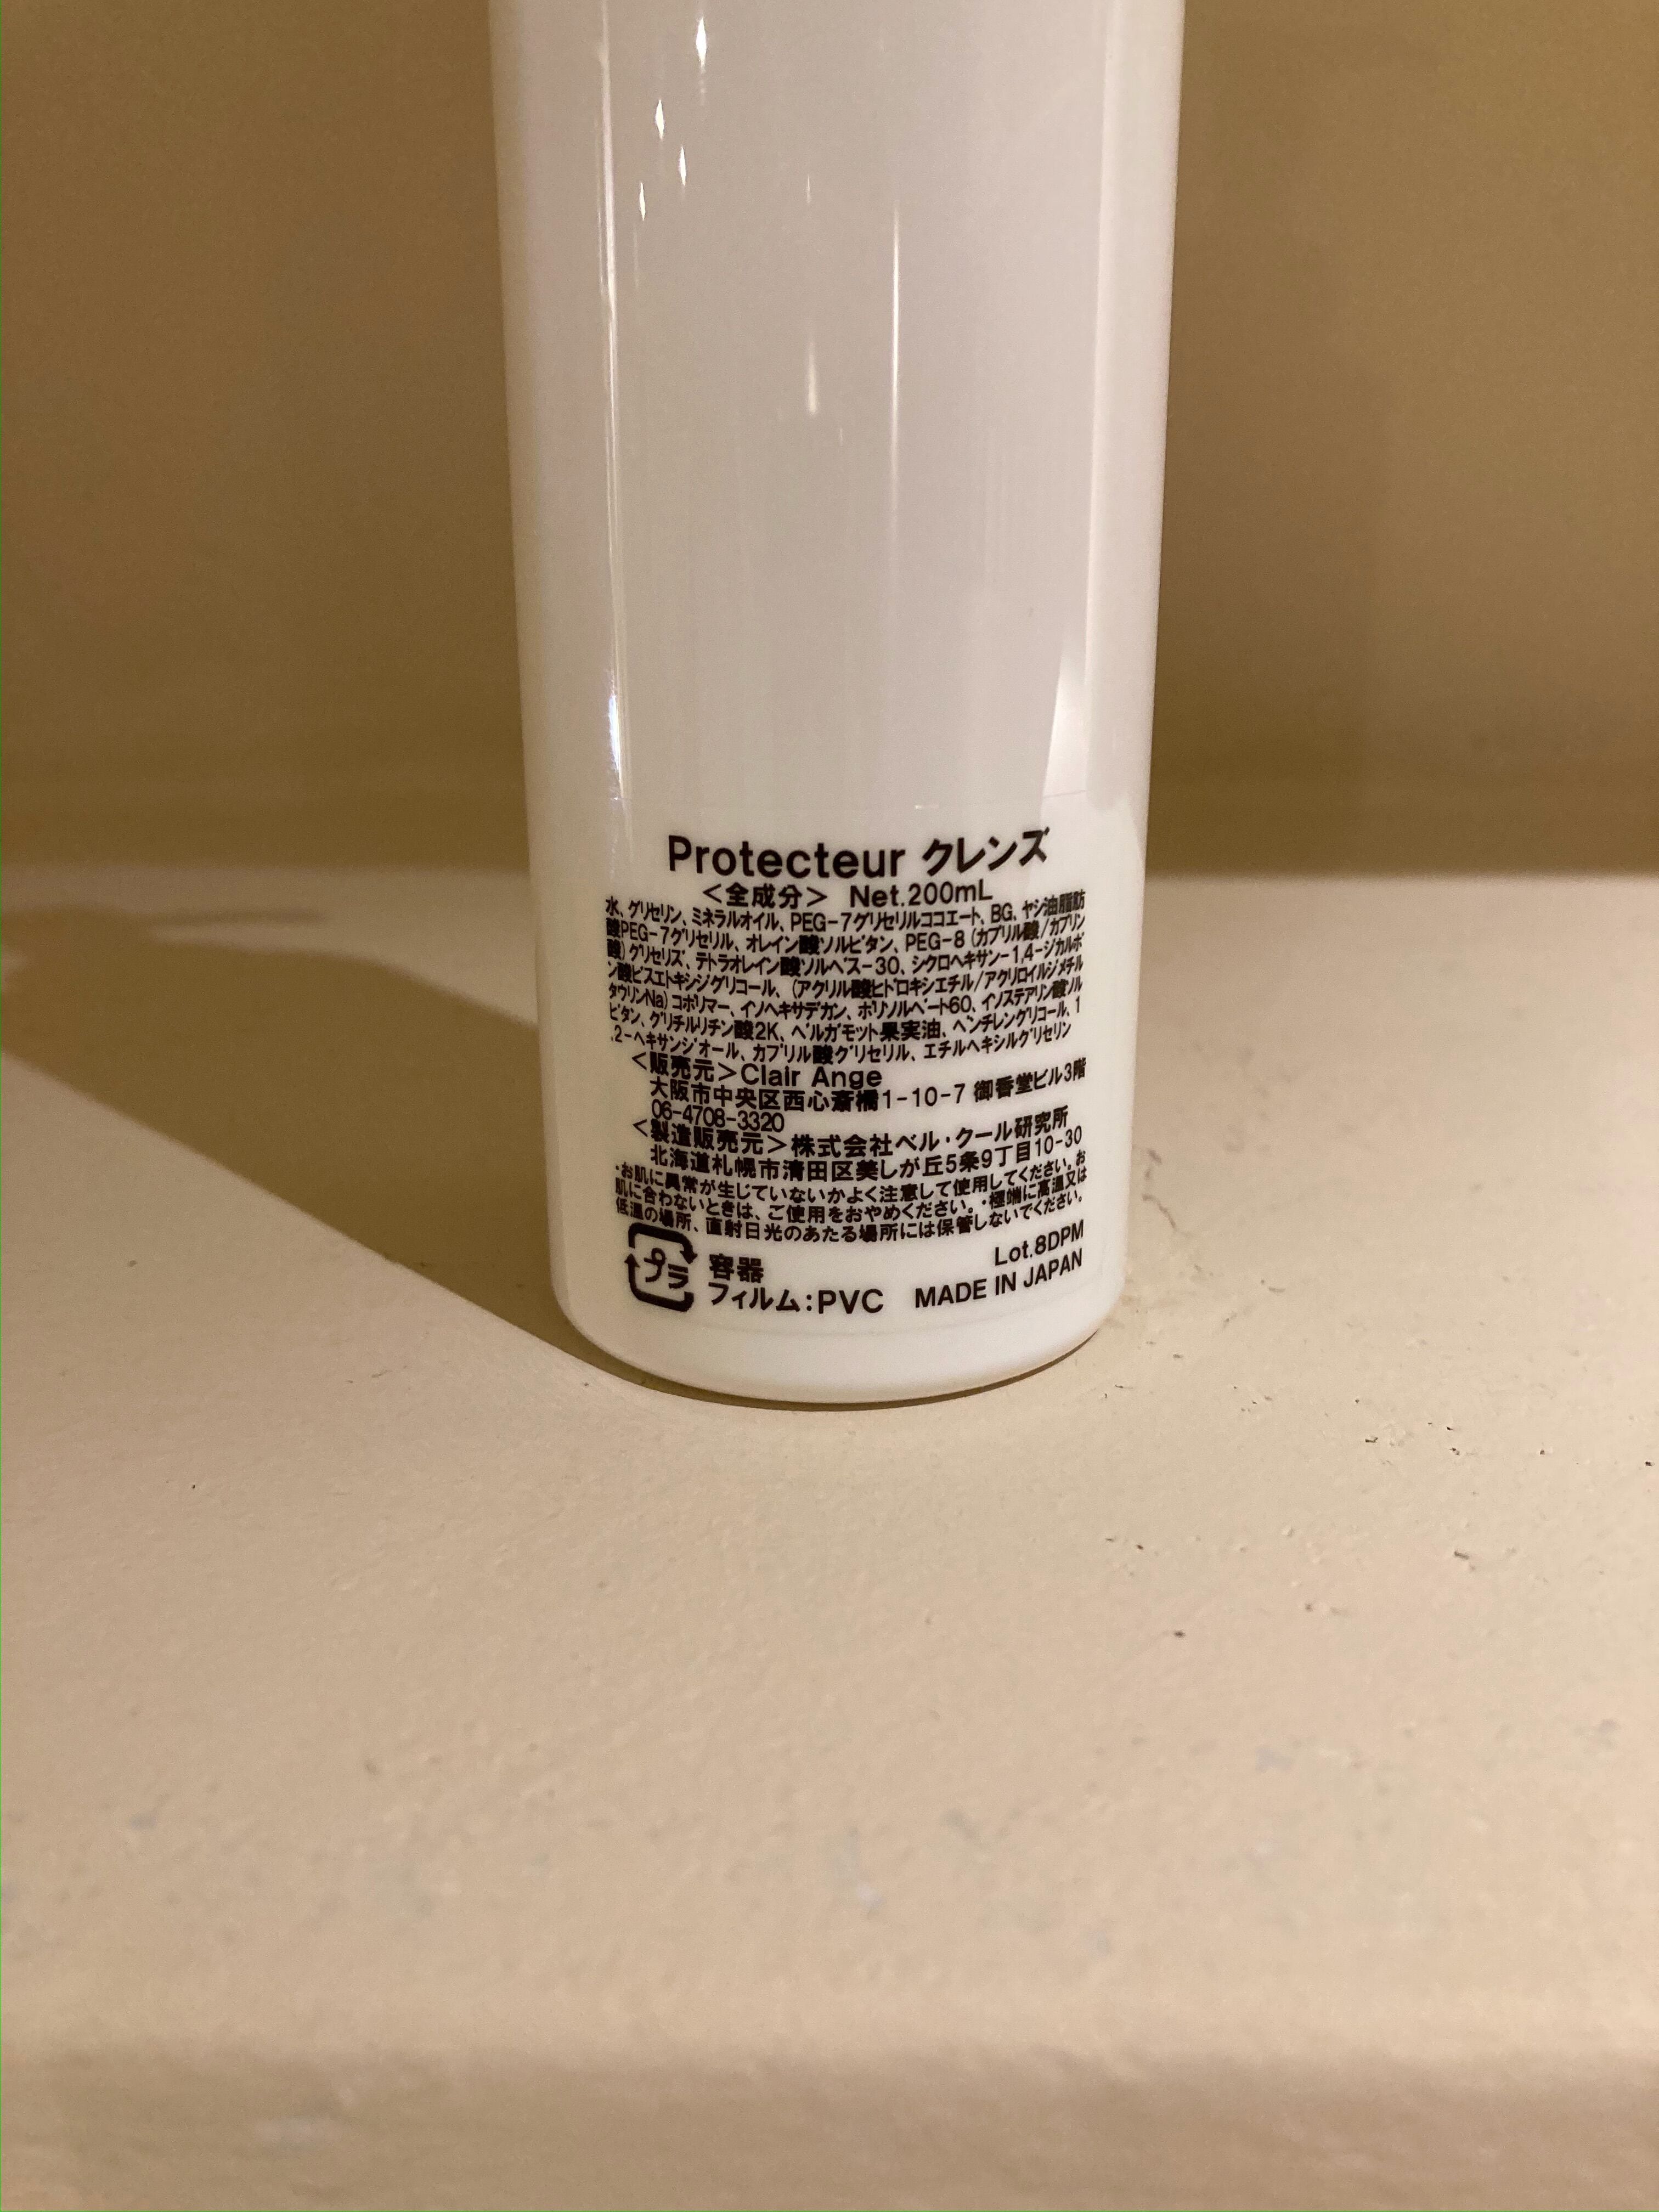 Protecteur クレンズ
＜全成分＞ Net.200mL
水、グリセリン、ミネラルオイル、PEG-7グリセリルココエート、BG、ヤシ油脂肪
酸PEG-7グリセリル、オレイン酸ソルビタン、PEG-8（カプリル酸/カプリン
酸）グリセリズ、テトラオレイン酸ソルベス-30、シクロヘキサン-1,4-ジカルボ
ン酸ビスエトキシジグリコール、（アクリル酸ヒドロキシエチル/アクリロイルジメチル
タウリンNa）コポリマー、イソヘキサデカン、ポリソルベート60、イソステアリン酸ソル
ビタン、グリチルリチン酸2K、ベルガモット果実油、ペンチレングリコール、1
,2-ヘキサンジオール、カプリル酸グリセリル、エチルヘキシルグリセリン
＜販売元＞Clair Ange
大阪市中央区西心斎橋1-10-7 御香堂ビル3階
06-4708-3320
＜製造販売元＞株式会社ベル・クール研究所
北海道札幌市清田区美しが丘5条9丁目10-30
・お肌に異常が生じていないかよく注意して使用してください。お
肌に合わないときは、ご使用をおやめください。・極端に高温又は
低温の場所、直射日光のあたる場所には保管しないでください。
プラ 容器
フィルム：PVC
Lot.8DPM
MADE IN JAPAN